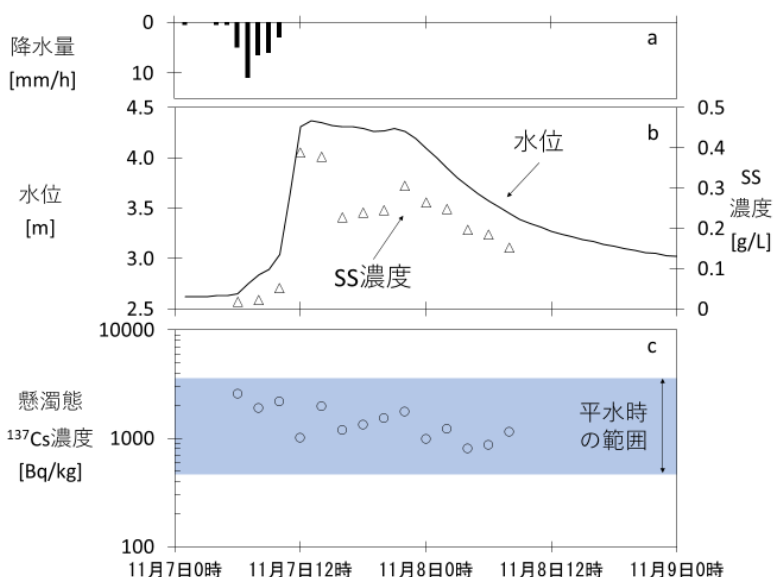 降水量
[mm/h]
0
10
a
水位
[m]
4.5
4.0
3.5
3.0
2.5
b
水位
SS濃度
0.5
0.4
0.3
0.2
0.1
0
SS
濃度
[g/L]
懸濁態
¹³⁷Cs濃度
[Bq/kg]
10000
1000
100
c
平水時
の範囲
11月7日0時 11月7日12時 11月8日0時 11月8日12時 11月9日0時